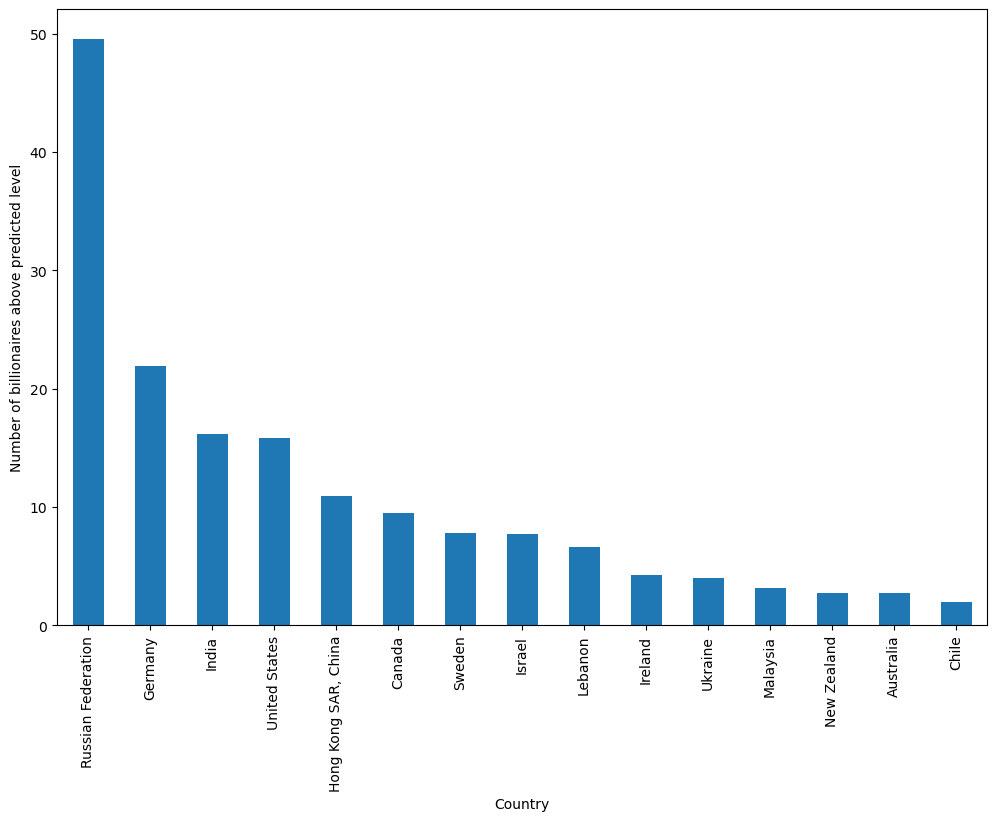 Number of billionaires above predicted level
50
40
30
20
10
0
Russian Federation
Germany
India
United States
Hong Kong SAR, China
Canada
Sweden
Israel
Lebanon
Ireland
Ukraine
Malaysia
New Zealand
Australia
Chile
Country